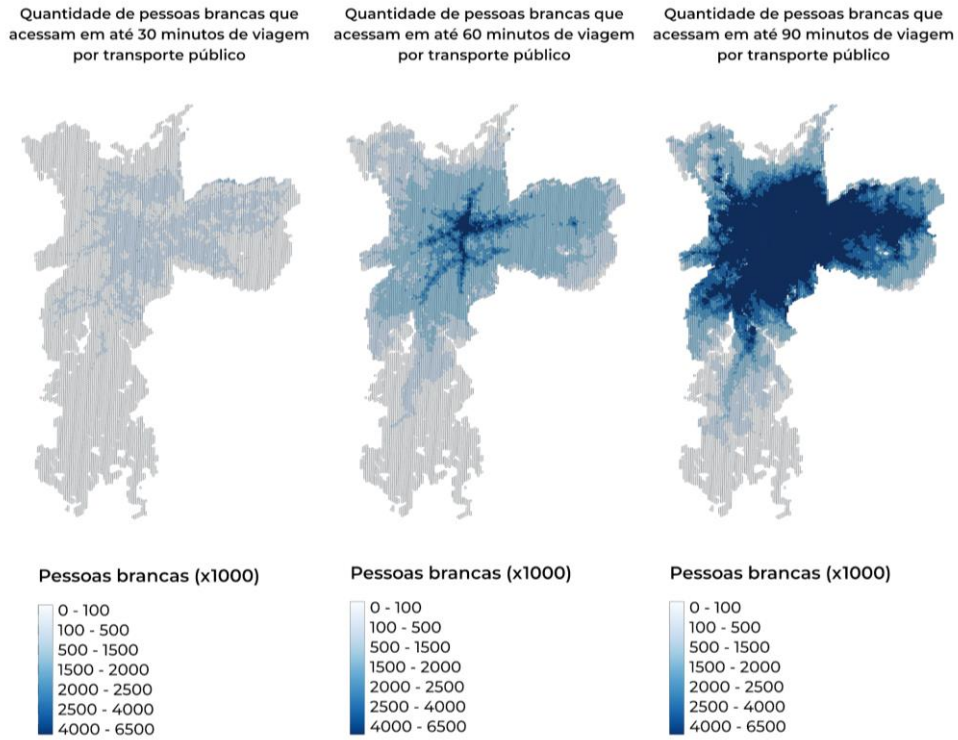 Quantidade de pessoas brancas que
acessam em até 30 minutos de viagem
por transporte público
Quantidade de pessoas brancas que
acessam em até 60 minutos de viagem
por transporte público
Quantidade de pessoas brancas que
acessam em até 90 minutos de viagem
por transporte público
Pessoas brancas (x1000)
0 - 100
100 - 500
500 - 1500
1500 - 2000
2000 - 2500
2500 - 4000
4000 - 6500
Pessoas brancas (x1000)
0 - 100
100 - 500
500 - 1500
1500 - 2000
2000 - 2500
2500 - 4000
4000 - 6500
Pessoas brancas (x1000)
0 - 100
100 - 500
500 - 1500
1500 - 2000
2000 - 2500
2500 - 4000
4000 - 6500